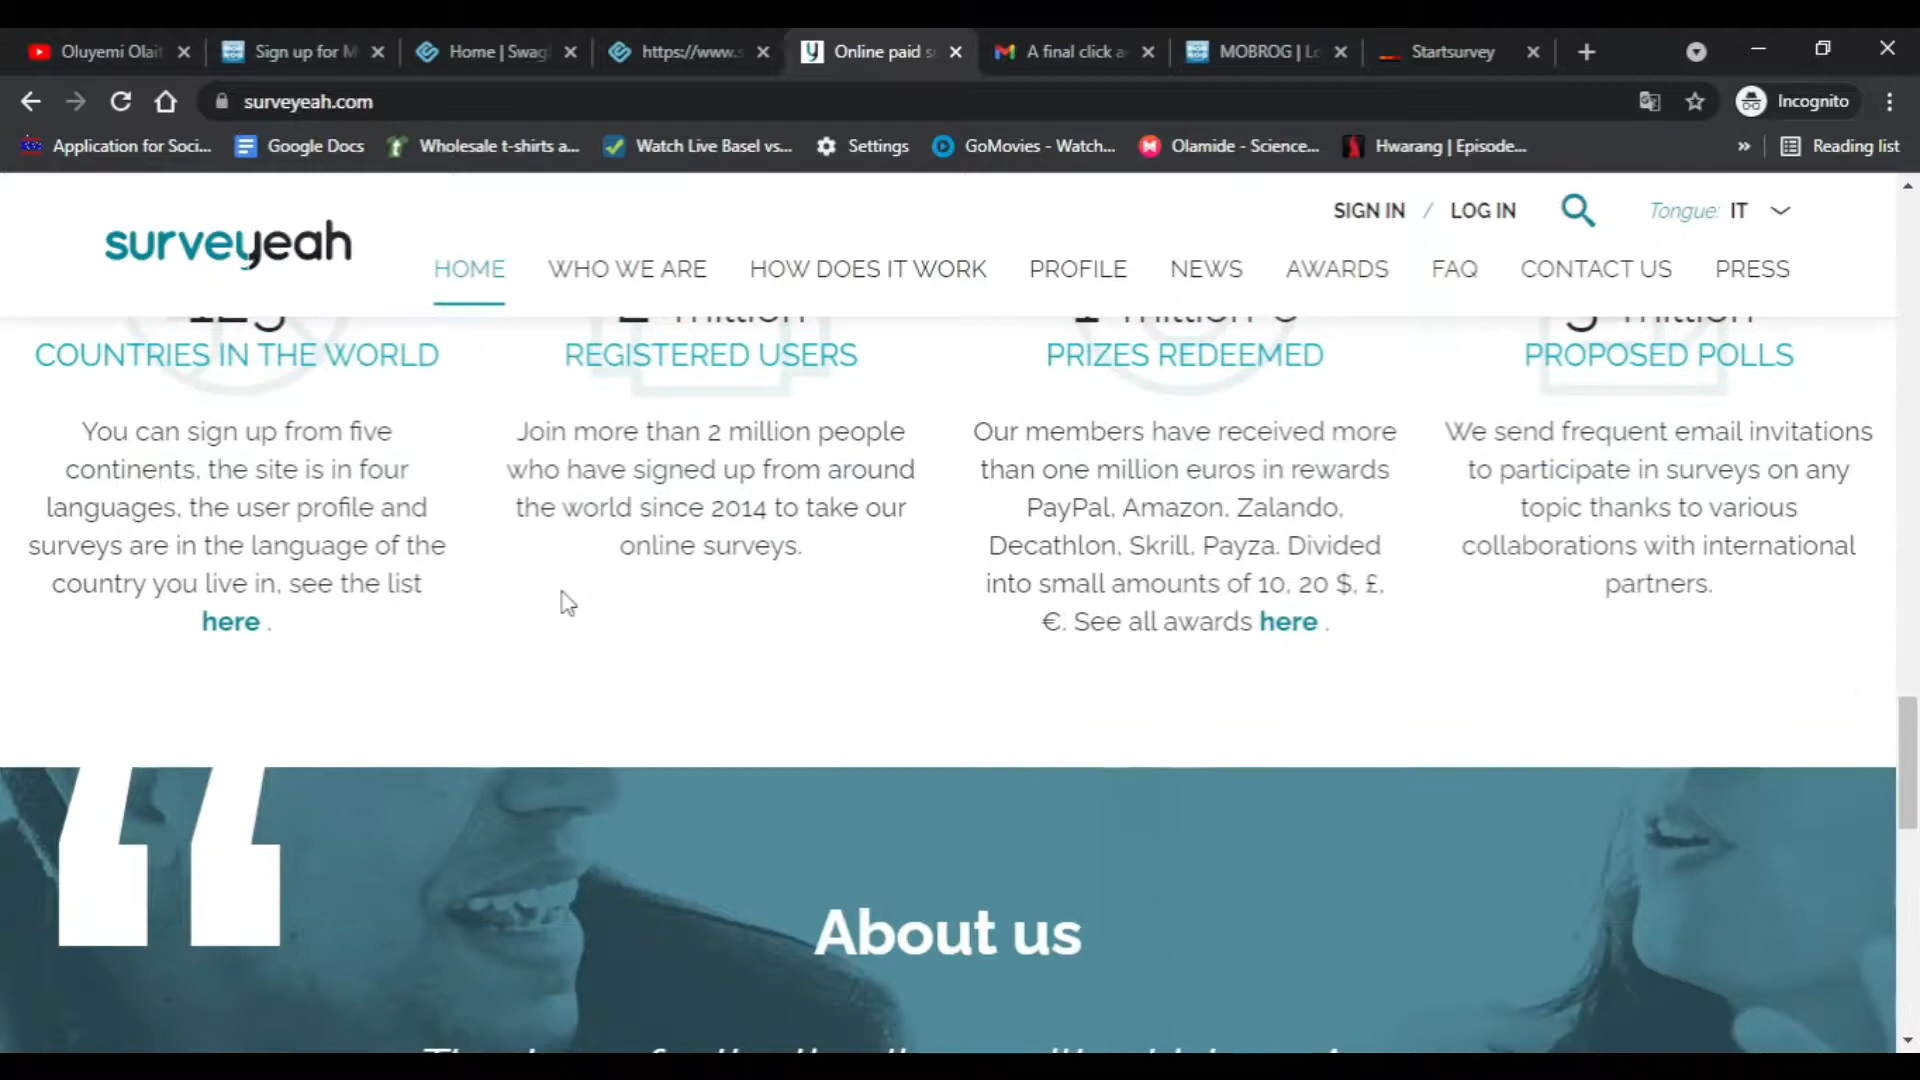 Oluyemi Olait
Sign up for M
Home | Swag
https://www.s
Online paid s
A final click a
MOBROG | Lo
Startsurvey
surveyeah.com
Incognito
Application for Soci...
Google Docs
Wholesale t-shirts a...
Watch Live Basel vs...
Settings
GoMovies - Watch...
Olamide - Science...
Hwarang | Episode...
»
Reading list
SIGN IN / LOG IN
Tongue: IT
surveyeah
HOME
WHO WE ARE
HOW DOES IT WORK
PROFILE
NEWS
AWARDS
FAQ
CONTACT US
PRESS
COUNTRIES IN THE WORLD
You can sign up from five
continents, the site is in four
languages, the user profile and
surveys are in the language of the
country you live in, see the list
here .
million
REGISTERED USERS
Join more than 2 million people
who have signed up from around
the world since 2014 to take our
online surveys.
million
PRIZES REDEEMED
Our members have received more
than one million euros in rewards
PayPal, Amazon, Zalando,
Decathlon, Skrill, Payza. Divided
into small amounts of 10, 20 $, £,
€. See all awards here .
million
PROPOSED POLLS
We send frequent email invitations
to participate in surveys on any
topic thanks to various
collaborations with international
partners.
“
About us